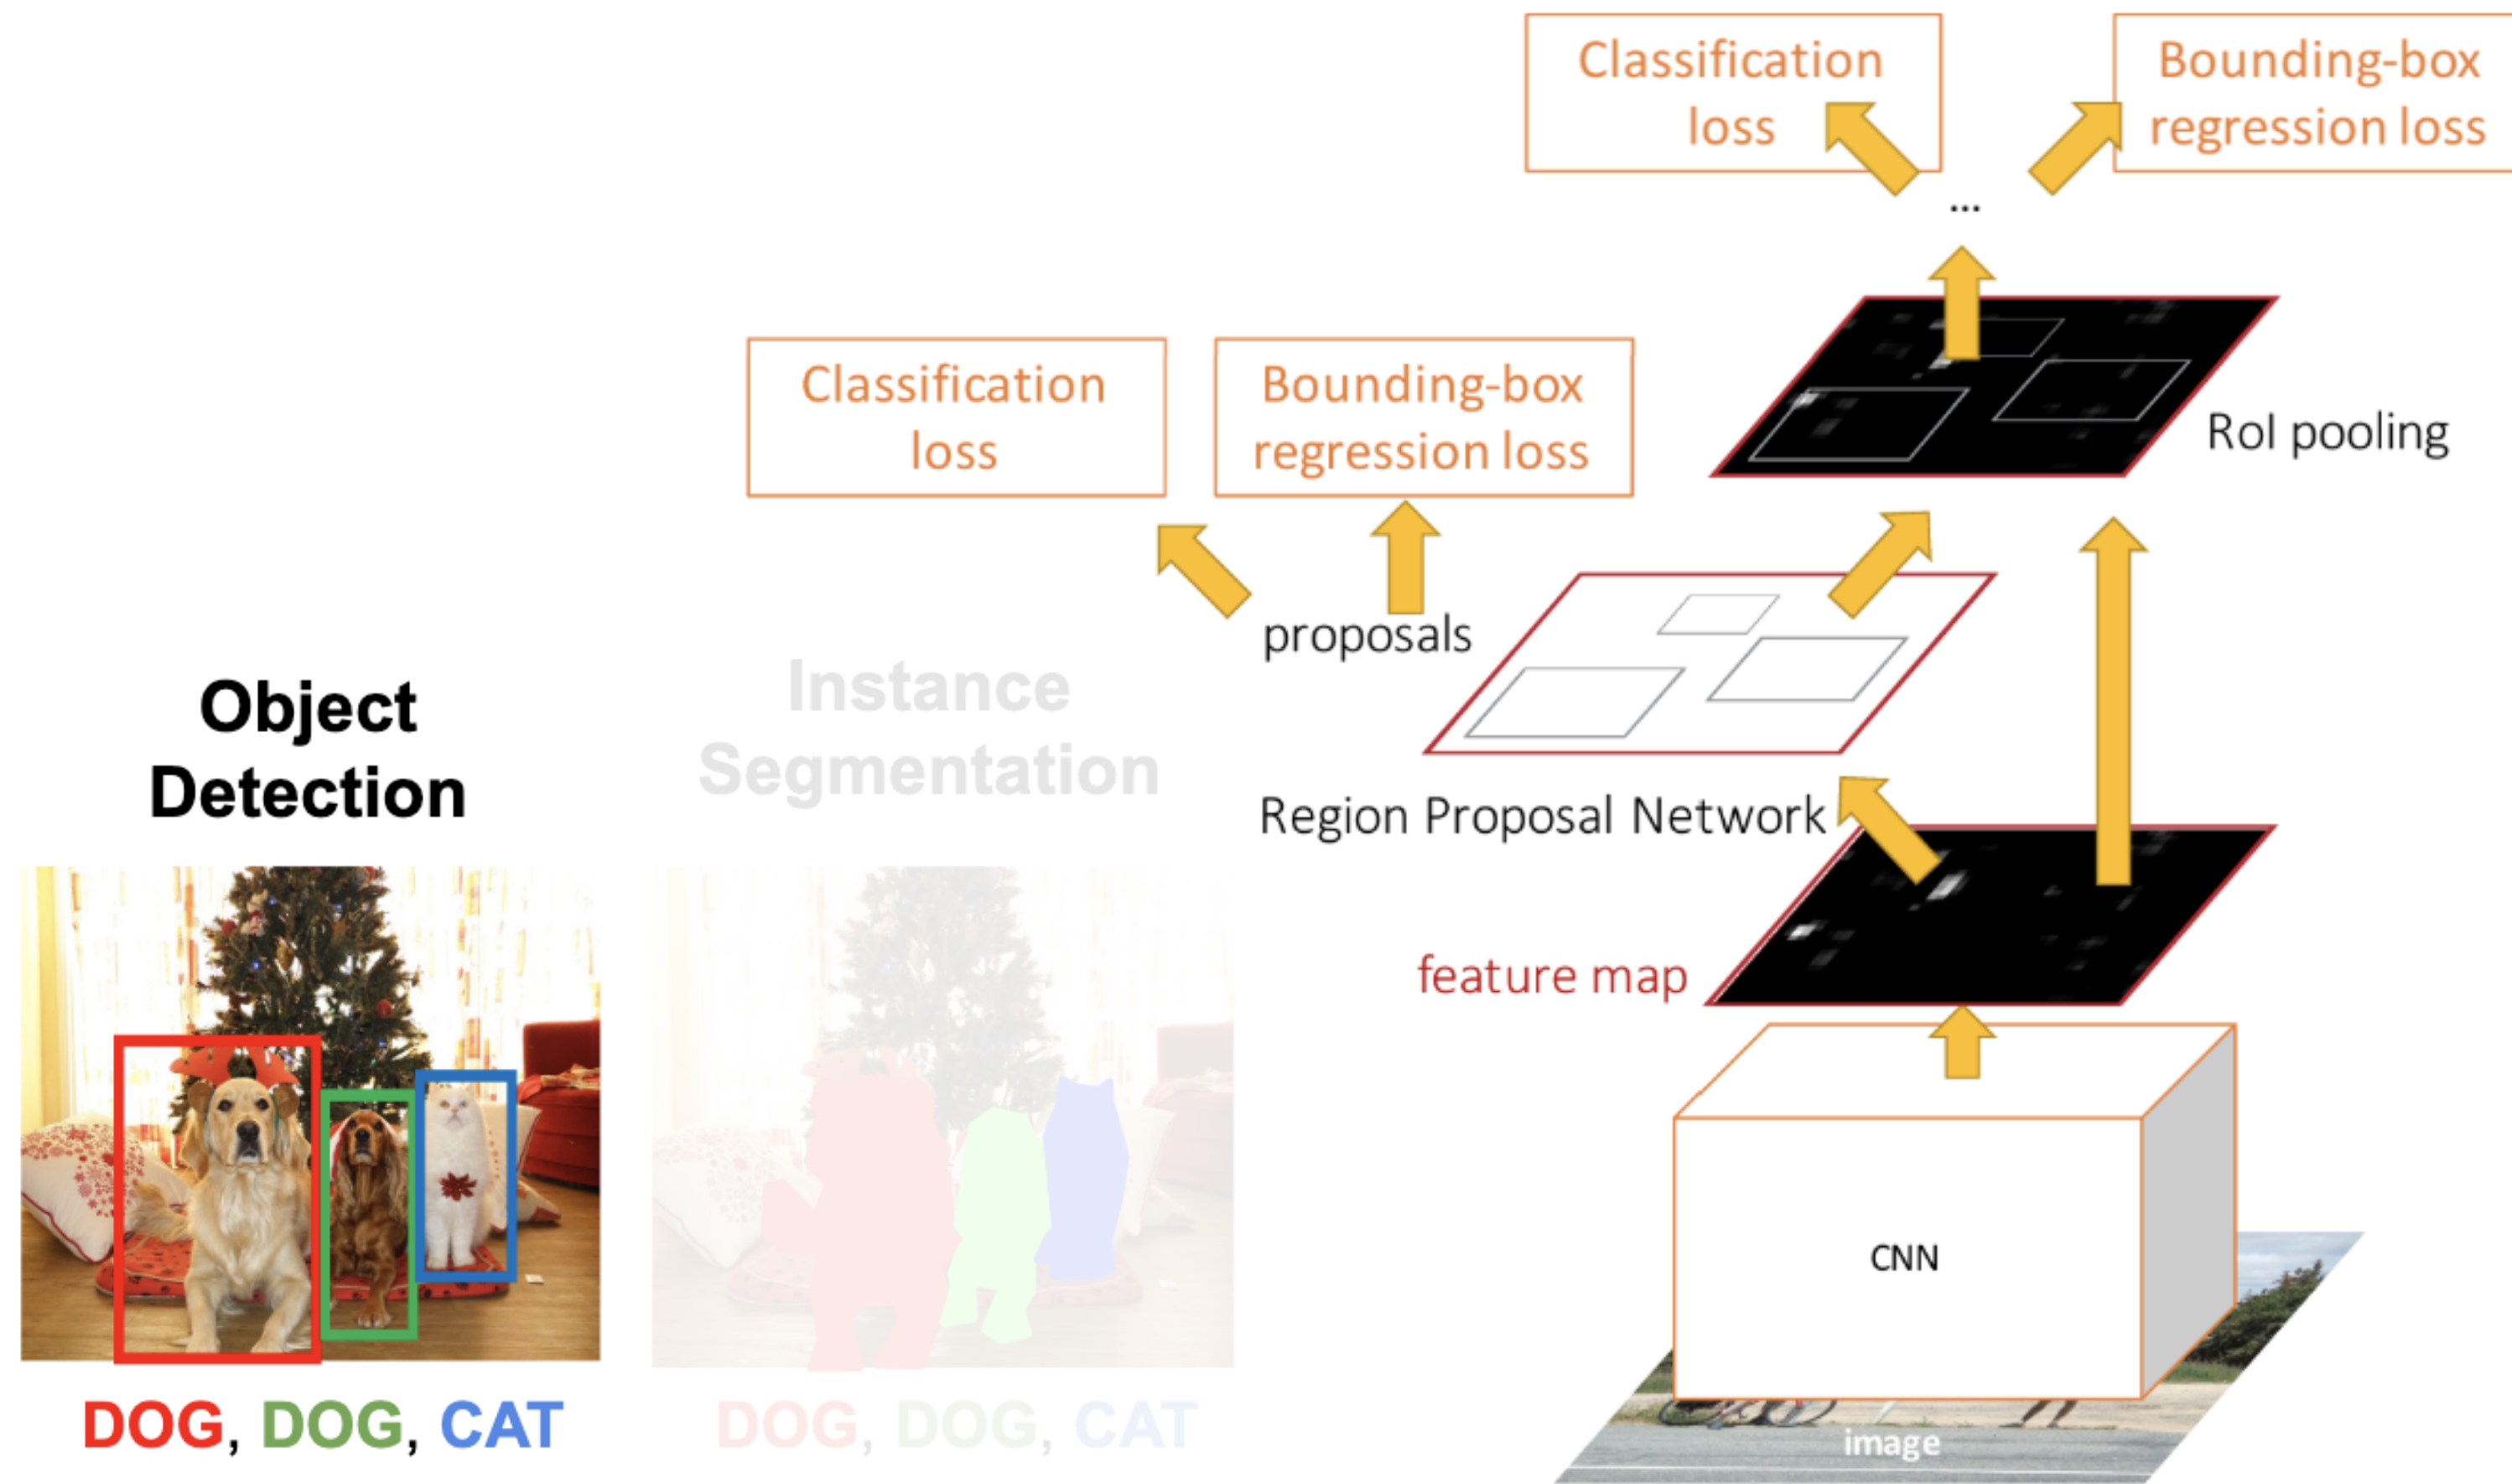 Classification
loss
Bounding-box
regression loss
...
Classification
loss
Bounding-box
regression loss
RoI pooling
proposals
Object
Detection
Instance
Segmentation
Region Proposal Network
feature map
CNN
image
DOG, DOG, CAT
DOG, DOG, CAT